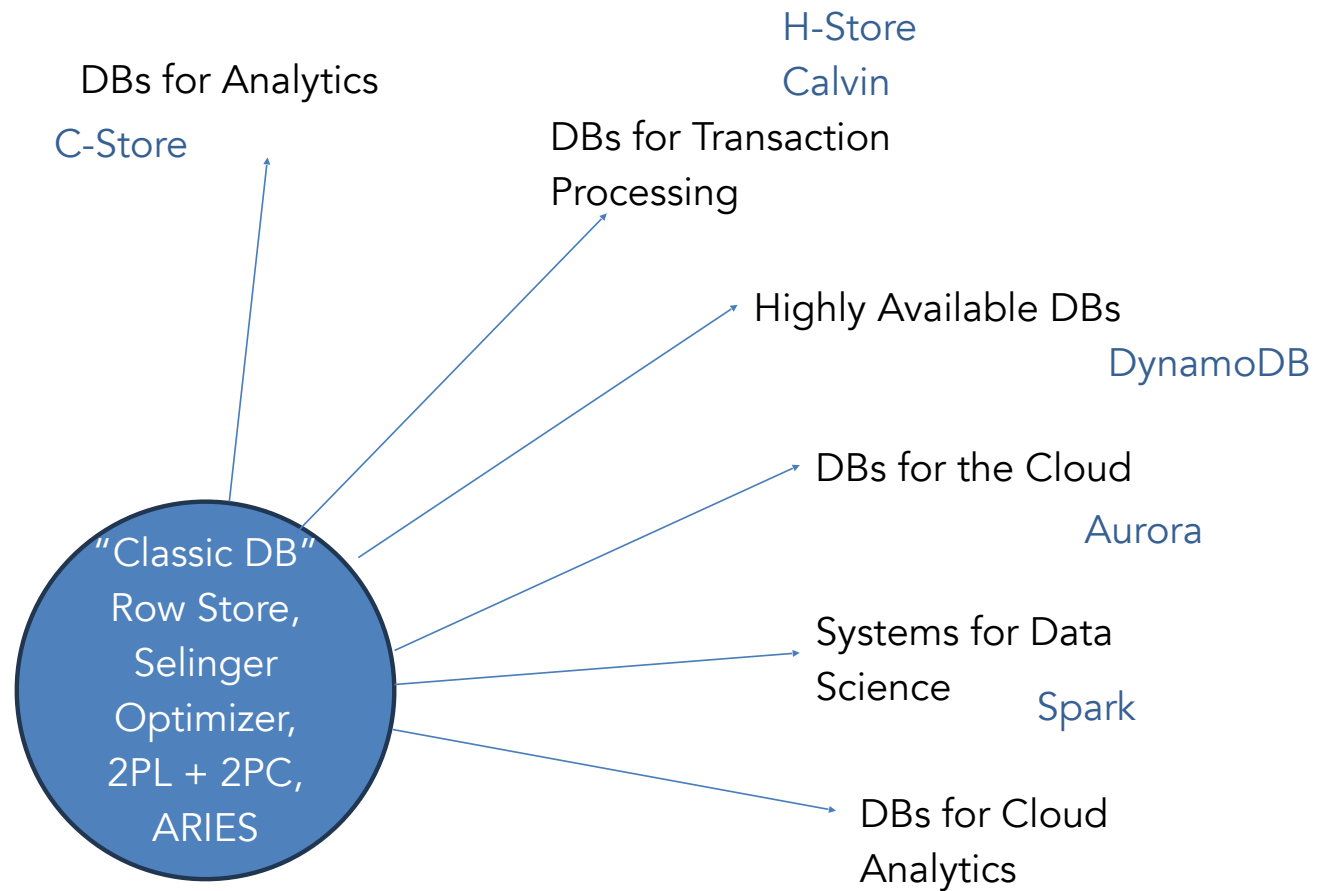 H-Store
Calvin
DBs for Analytics
C-Store
DBs for Transaction
Processing
Highly Available DBs
DynamoDB
DBs for the Cloud
Aurora
"Classic DB"
Row Store,
Selinger
Optimizer,
2PL + 2PC,
ARIES
Systems for Data
Science
Spark
DBs for Cloud
Analytics